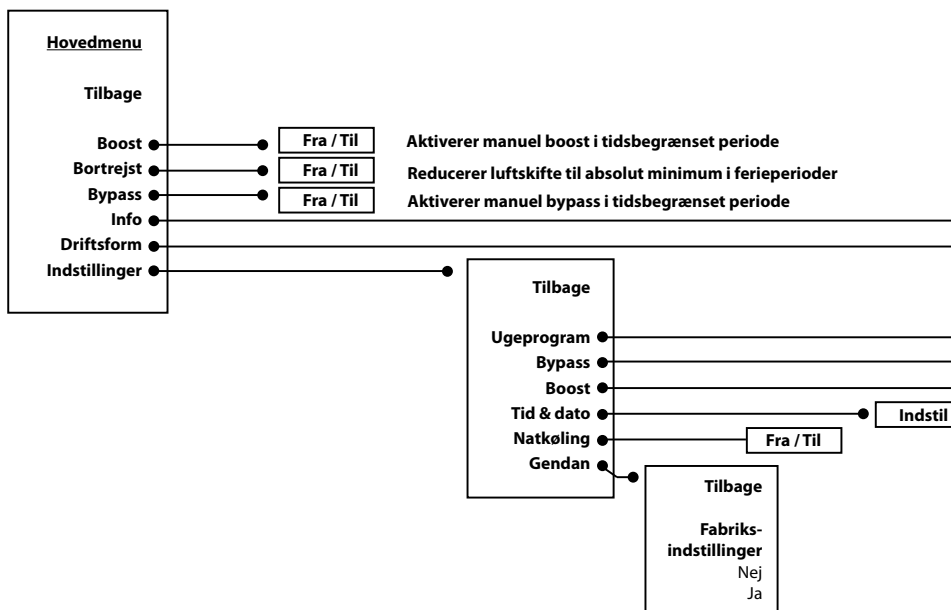 Hovedmenu
Tilbage
Boost
Fra / Til
Aktiverer manuel boost i tidsbegrænset periode
Bortrejst
Fra / Til
Reducerer luftskifte til absolut minimum i ferieperioder
Bypass
Fra / Til
Aktiverer manuel bypass i tidsbegrænset periode
Info
Driftsform
Indstillinger
Tilbage
Ugeprogram
Bypass
Boost
Tid & dato
Indstil
Natkøling
Fra / Til
Gendan
Tilbage
Fabriks-
indstillinger
Nej
Ja